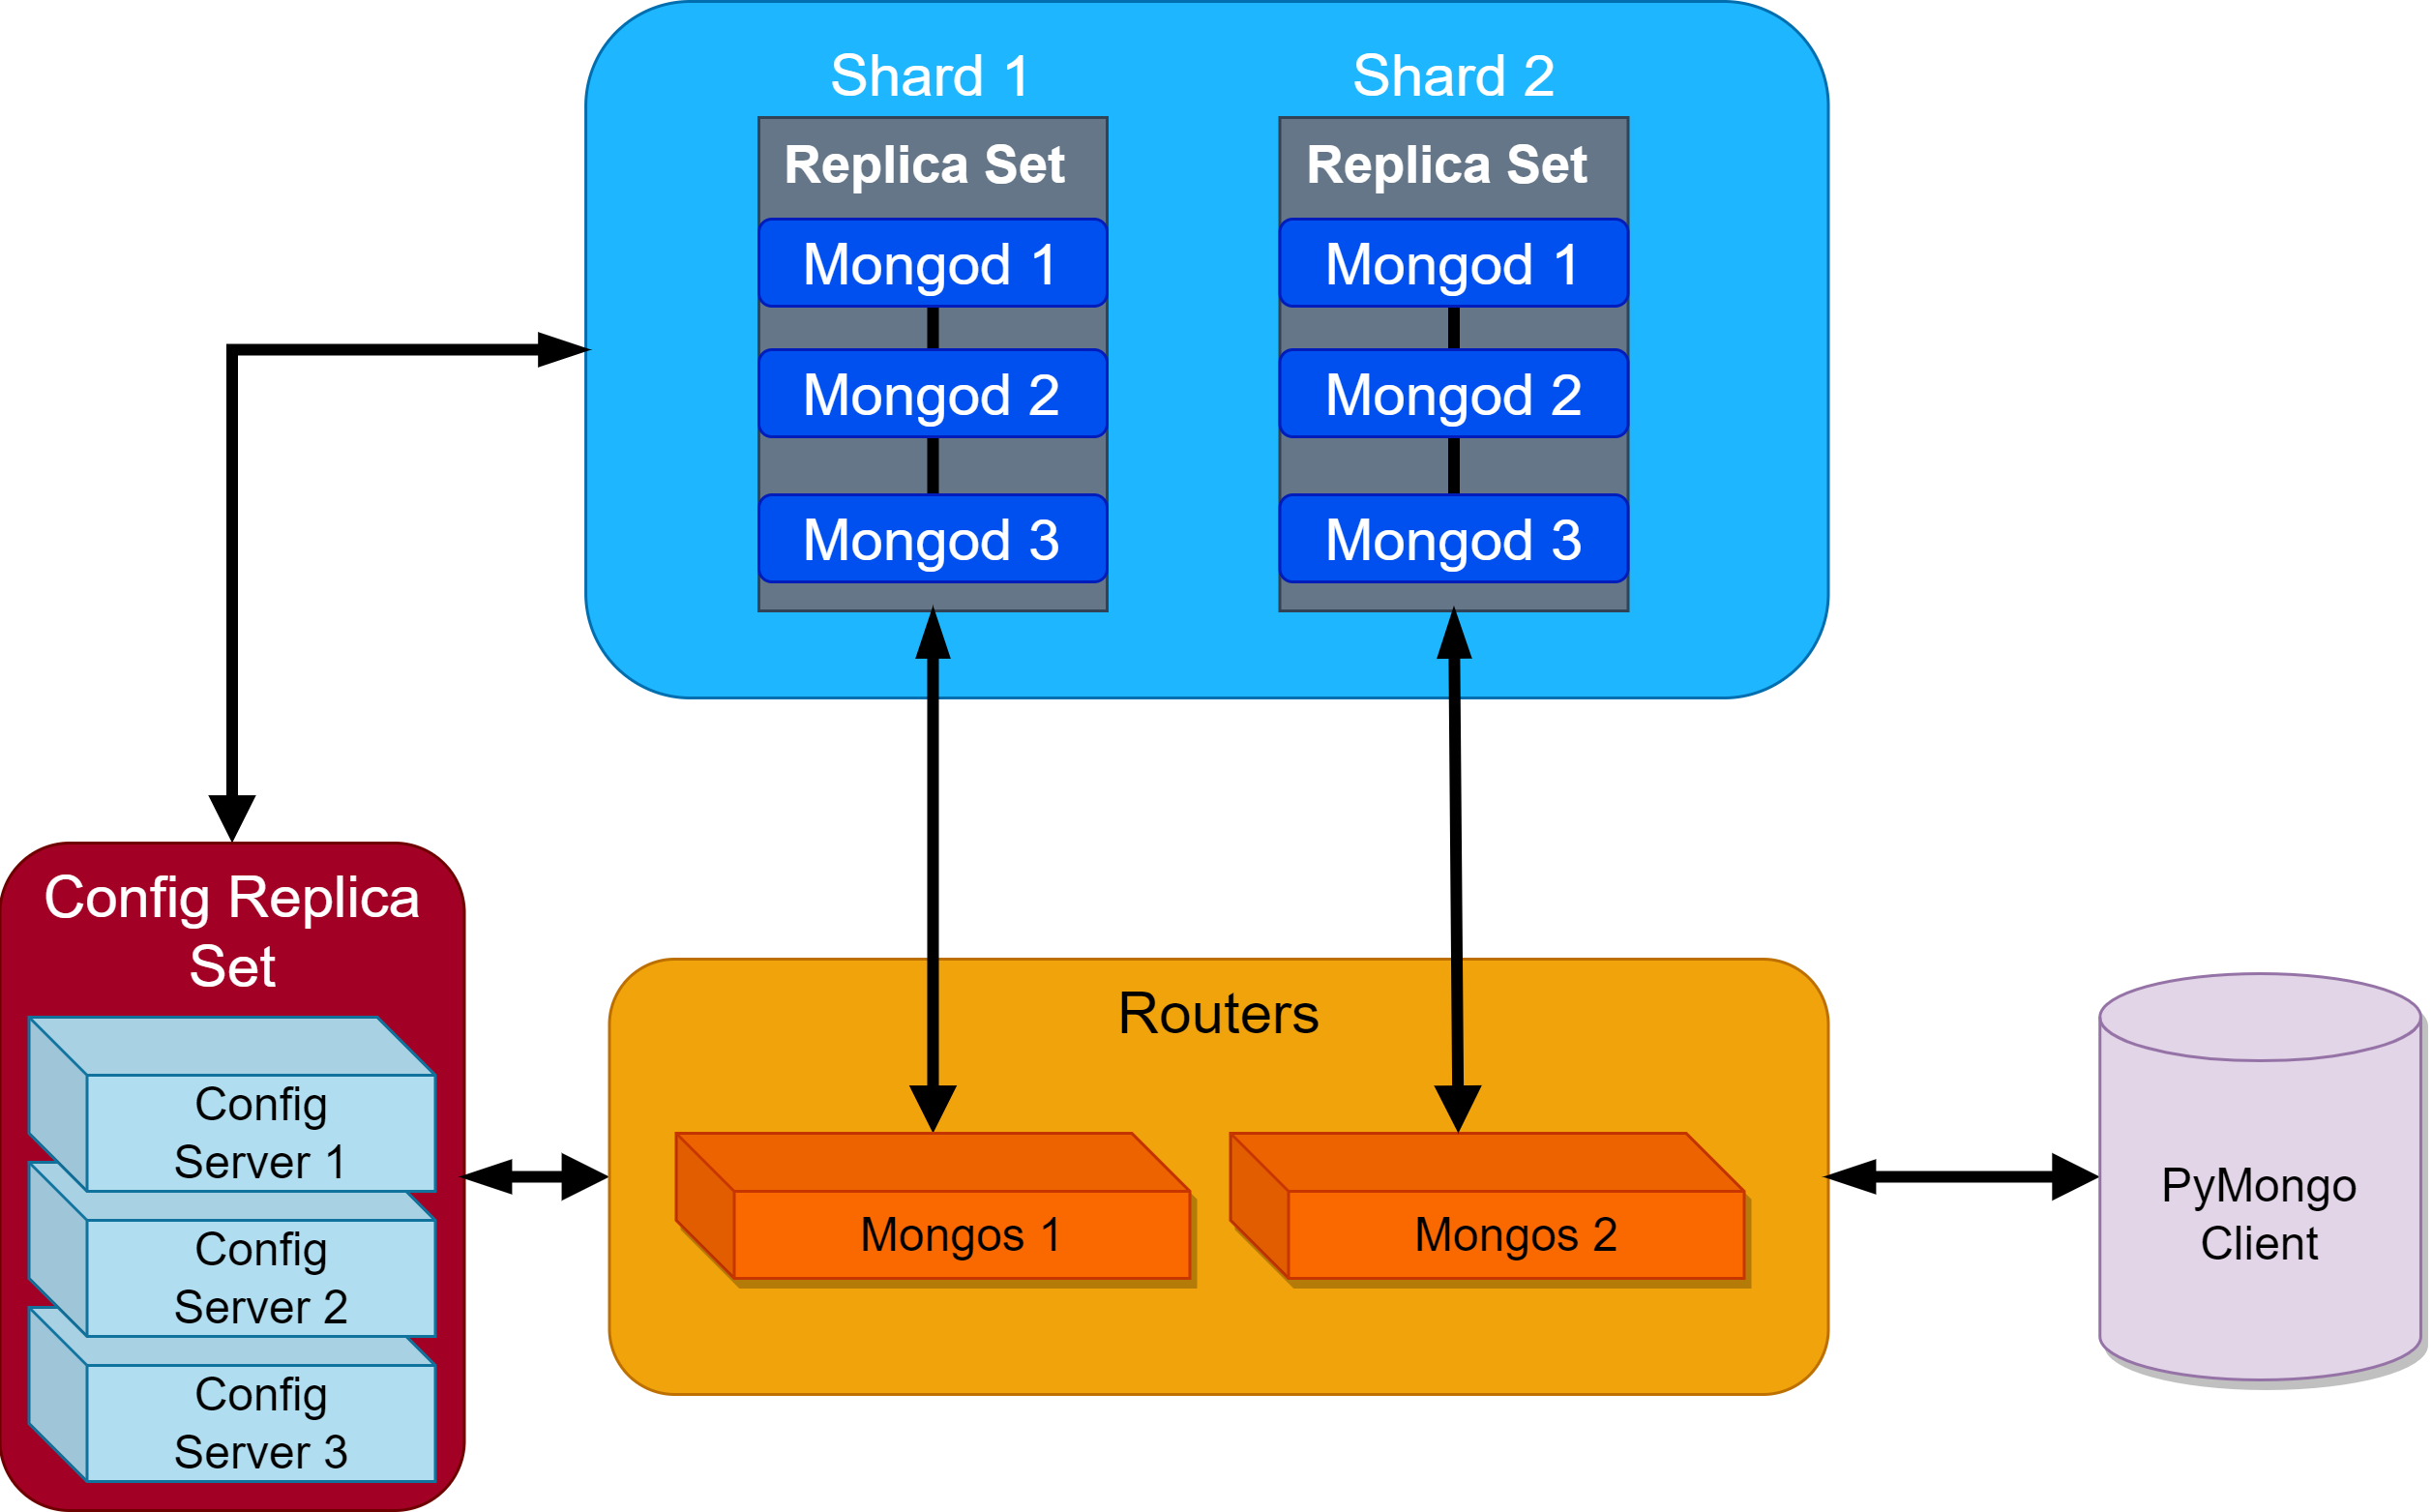 Shard 1
Shard 2
Replica Set
Replica Set
Mongod 1
Mongod 1
Mongod 2
Mongod 2
Mongod 3
Mongod 3
Config Replica
Set
Config
Server 1
Config
Server 2
Config
Server 3
Routers
Mongos 1
Mongos 2
PyMongo
Client